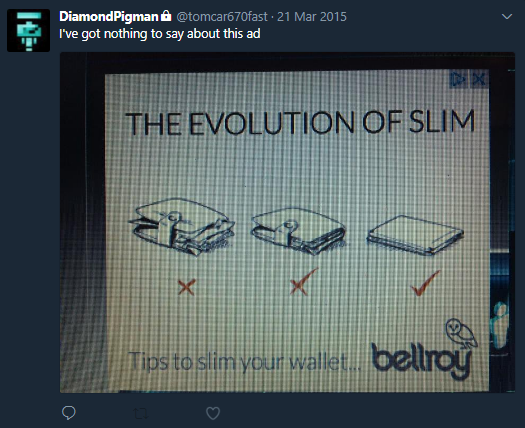 DiamondPigman @tomcar670fast · 21 Mar 2015
I've got nothing to say about this ad
THE EVOLUTION OF SLIM
Tips to slim your wallet...
bellroy